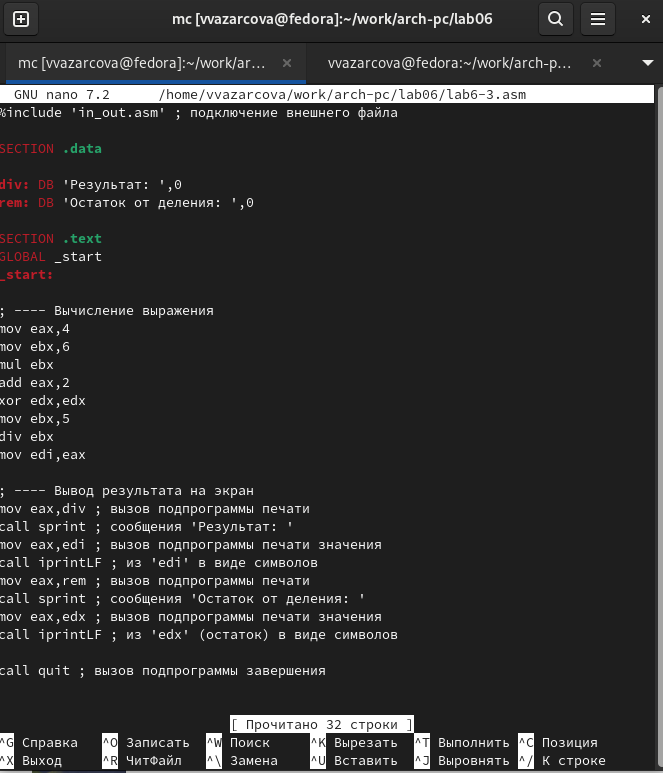 mc [vvazarcova@fedora]:~/work/arch-pc/lab06
mc [vvazarcova@fedora]:~/work/ar…
vvazarcova@fedora:~/work/arch-p…
GNU nano 7.2 /home/vvazarcova/work/arch-pc/lab06/lab6-3.asm
%include 'in_out.asm' ; подключение внешнего файла
SECTION .data
div: DB 'Результат: ',0
rem: DB 'Остаток от деления: ',0
SECTION .text
GLOBAL _start
_start:
; ---- Вычисление выражения
mov eax,4
mov ebx,6
mul ebx
add eax,2
xor edx,edx
mov ebx,5
div ebx
mov edi,eax
; ---- Вывод результата на экран
mov eax,div ; вызов подпрограммы печати
call sprint ; сообщения 'Результат: '
mov eax,edi ; вызов подпрограммы печати значения
call iprintLF ; из 'edi' в виде символов
mov eax,rem ; вызов подпрограммы печати
call sprint ; сообщения 'Остаток от деления: '
mov eax,edx ; вызов подпрограммы печати значения
call iprintLF ; из 'edx' (остаток) в виде символов
call quit ; вызов подпрограммы завершения
[ Прочитано 32 строки ]
^G Справка ^O Записать ^W Поиск ^K Вырезать ^T Выполнить ^C Позиция
^X Выход ^R ЧитФайл ^\ Замена ^U Вставить ^J Выровнять ^/ К строке